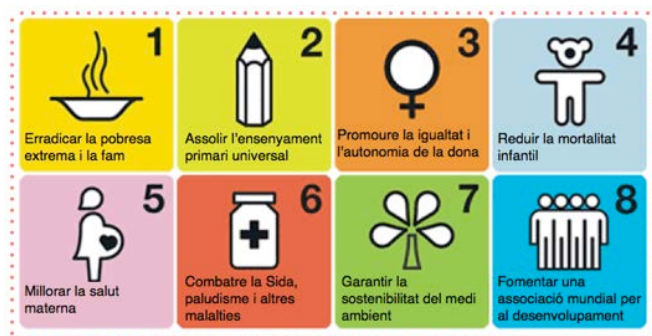 1
Erradicar la pobresa
extrema i la fam
2
Assolir l'ensenyament
primari universal
3
Promoure la igualtat i
l'autonomia de la dona
4
Reduir la mortalitat
infantil
5
Millorar la salut
materna
6
Combatre la Sida,
paludisme i altres
malalties
7
Garantir la
sostenibilitat del medi
ambient
8
Fomentar una
associació mundial per
al desenvolupament